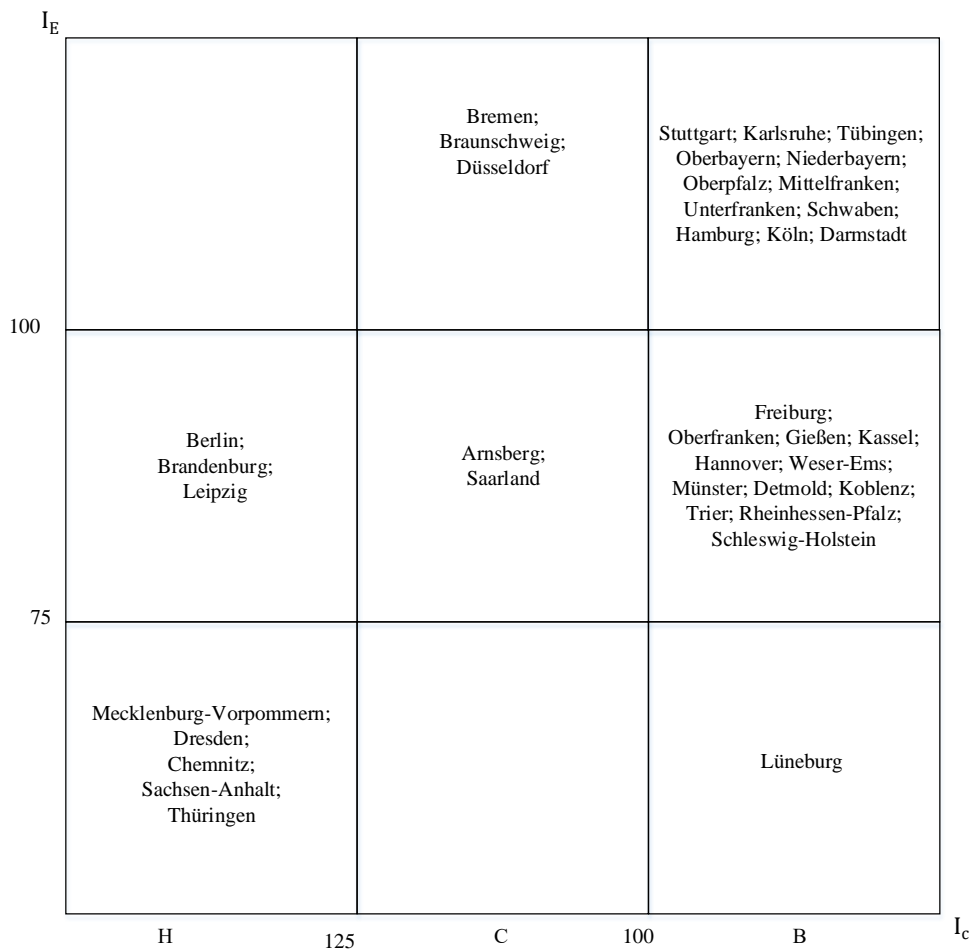 I_E
Bremen;
Braunschweig;
Düsseldorf
Stuttgart; Karlsruhe; Tübingen;
Oberbayern; Niederbayern;
Oberpfalz; Mittelfranken;
Unterfranken; Schwaben;
Hamburg; Köln; Darmstadt
100
Berlin;
Brandenburg;
Leipzig
Arnsberg;
Saarland
Freiburg;
Oberfranken; Gießen; Kassel;
Hannover; Weser-Ems;
Münster; Detmold; Koblenz;
Trier; Rheinhessen-Pfalz;
Schleswig-Holstein
75
Mecklenburg-Vorpommern;
Dresden;
Chemnitz;
Sachsen-Anhalt;
Thüringen
Lüneburg
H 125 C 100 B I_c